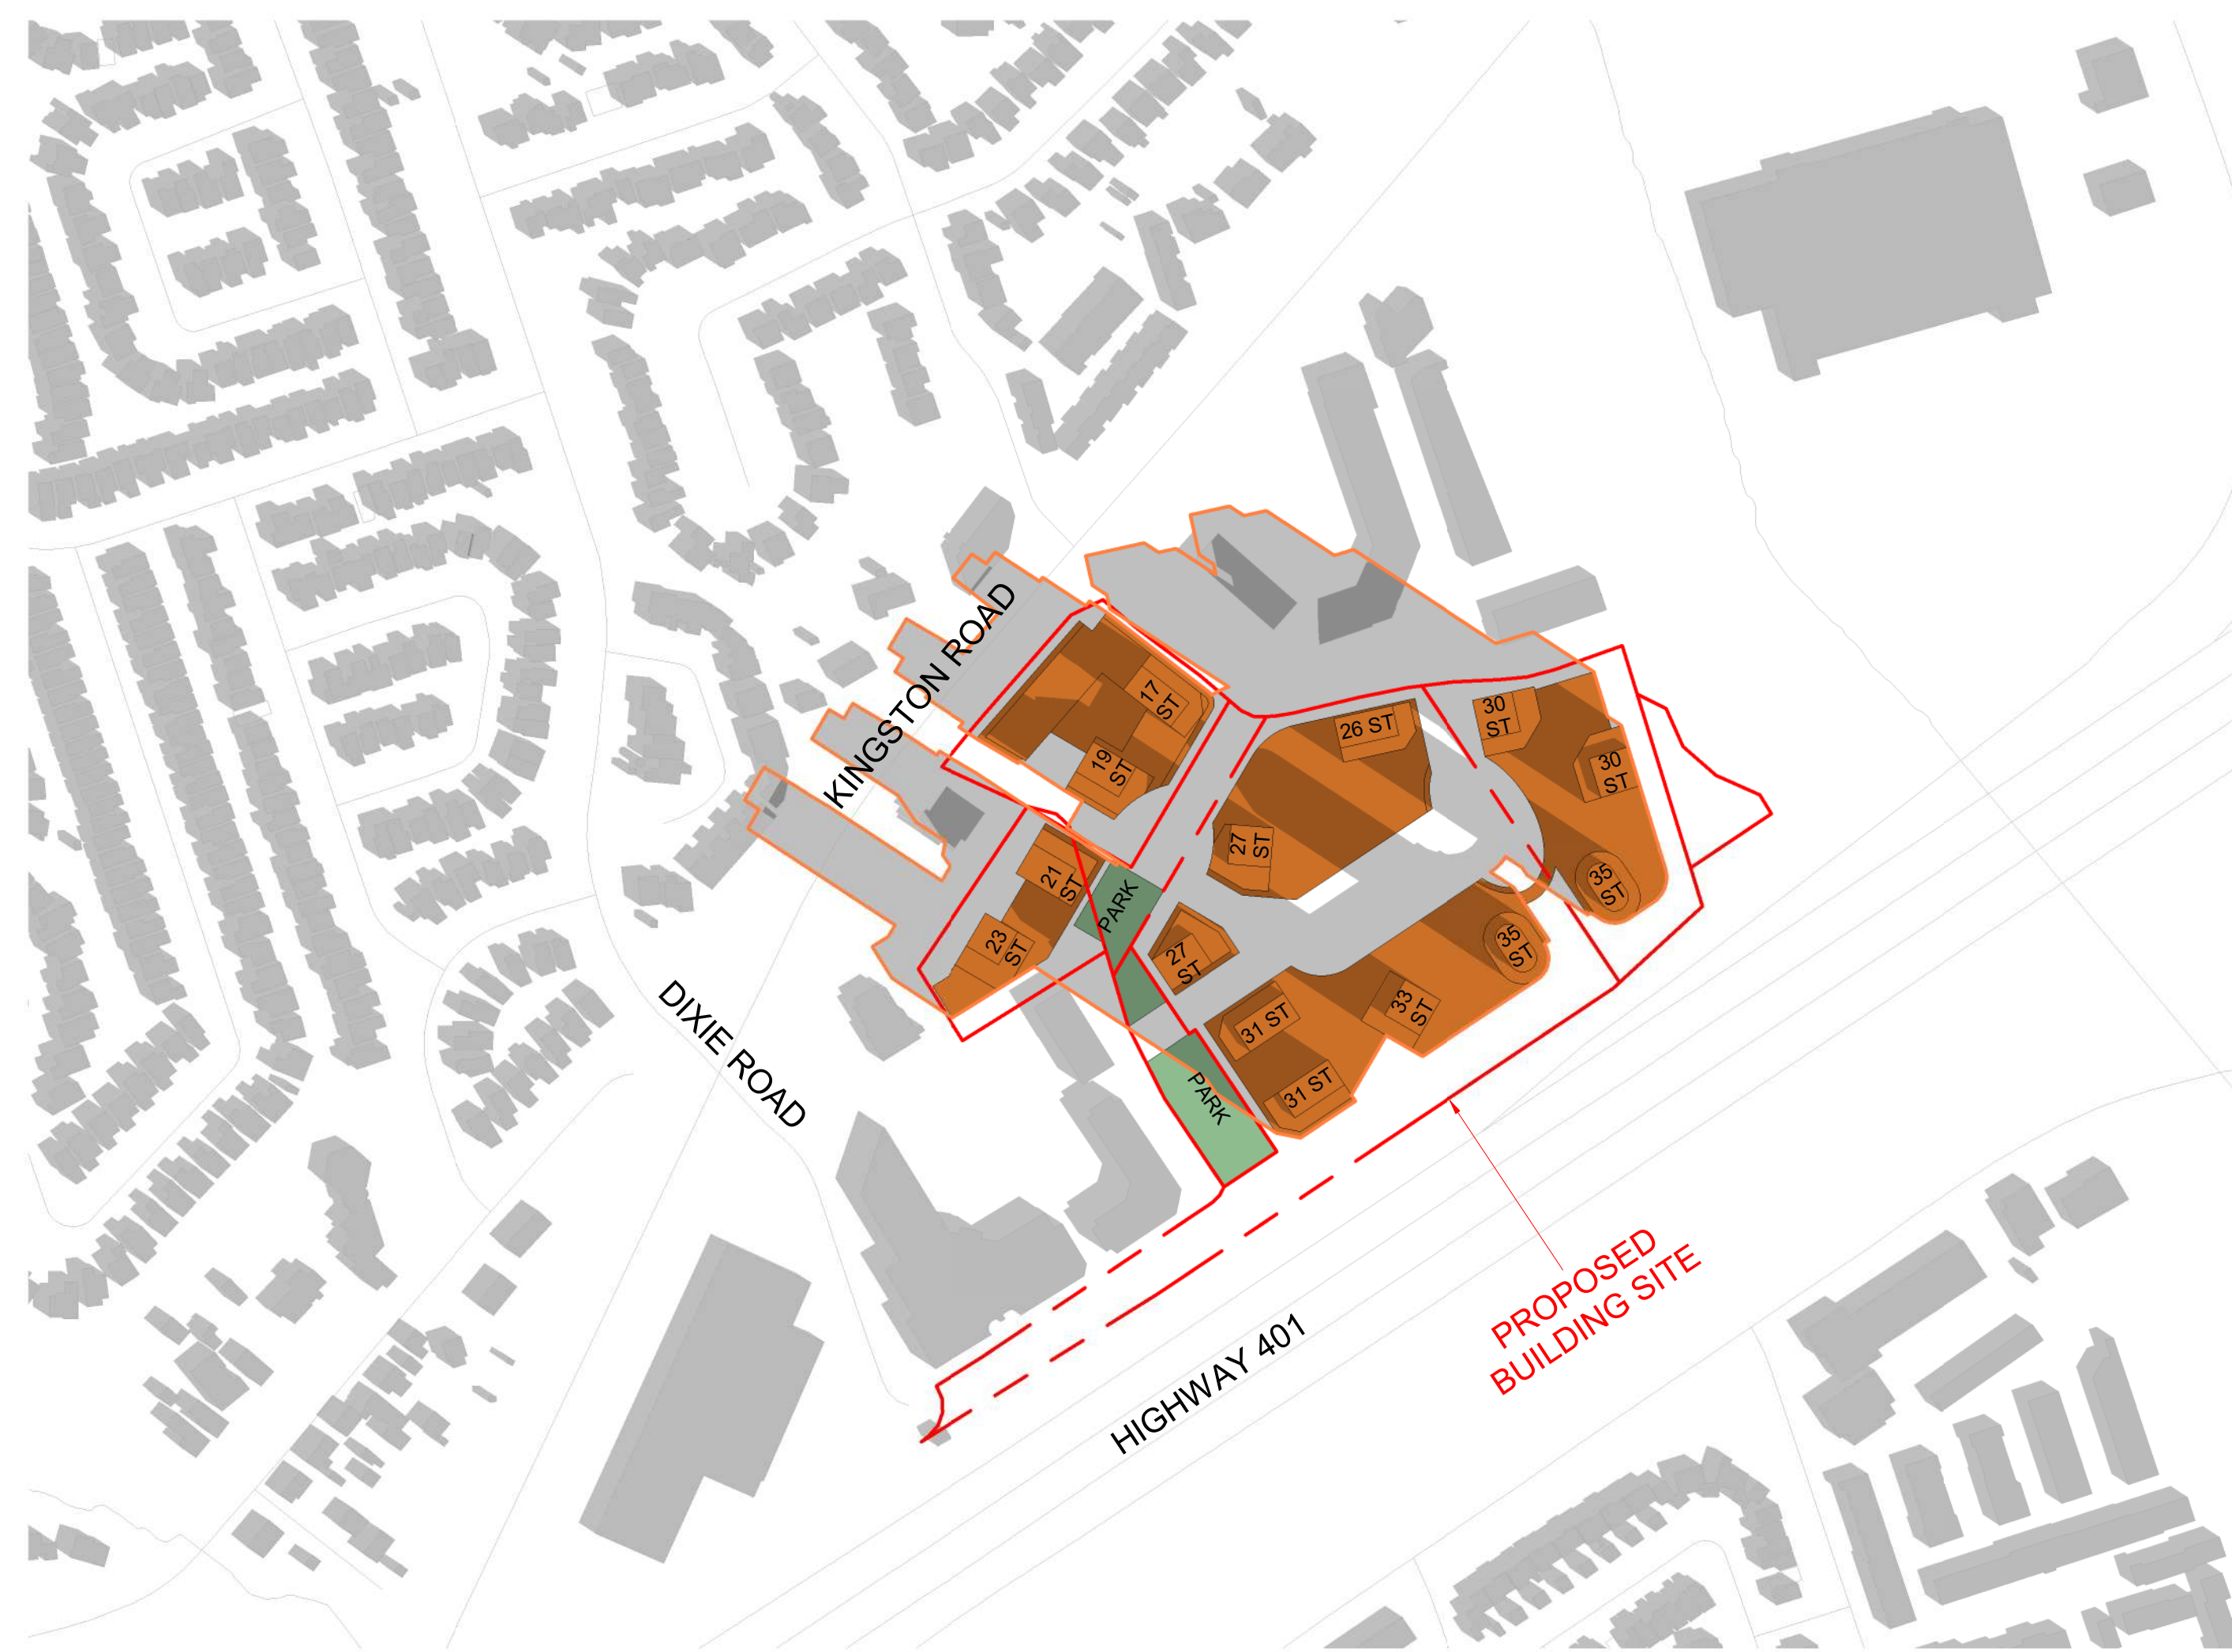 KINGSTON ROAD
17
ST
19
ST
26 ST
30
ST
30
ST
27
ST
21
ST
PARK
35
ST
23
ST
27
ST
35
ST
31 ST
33
ST
DIXIE ROAD
PARK
31 ST
PROPOSED
BUILDING SITE
HIGHWAY 401